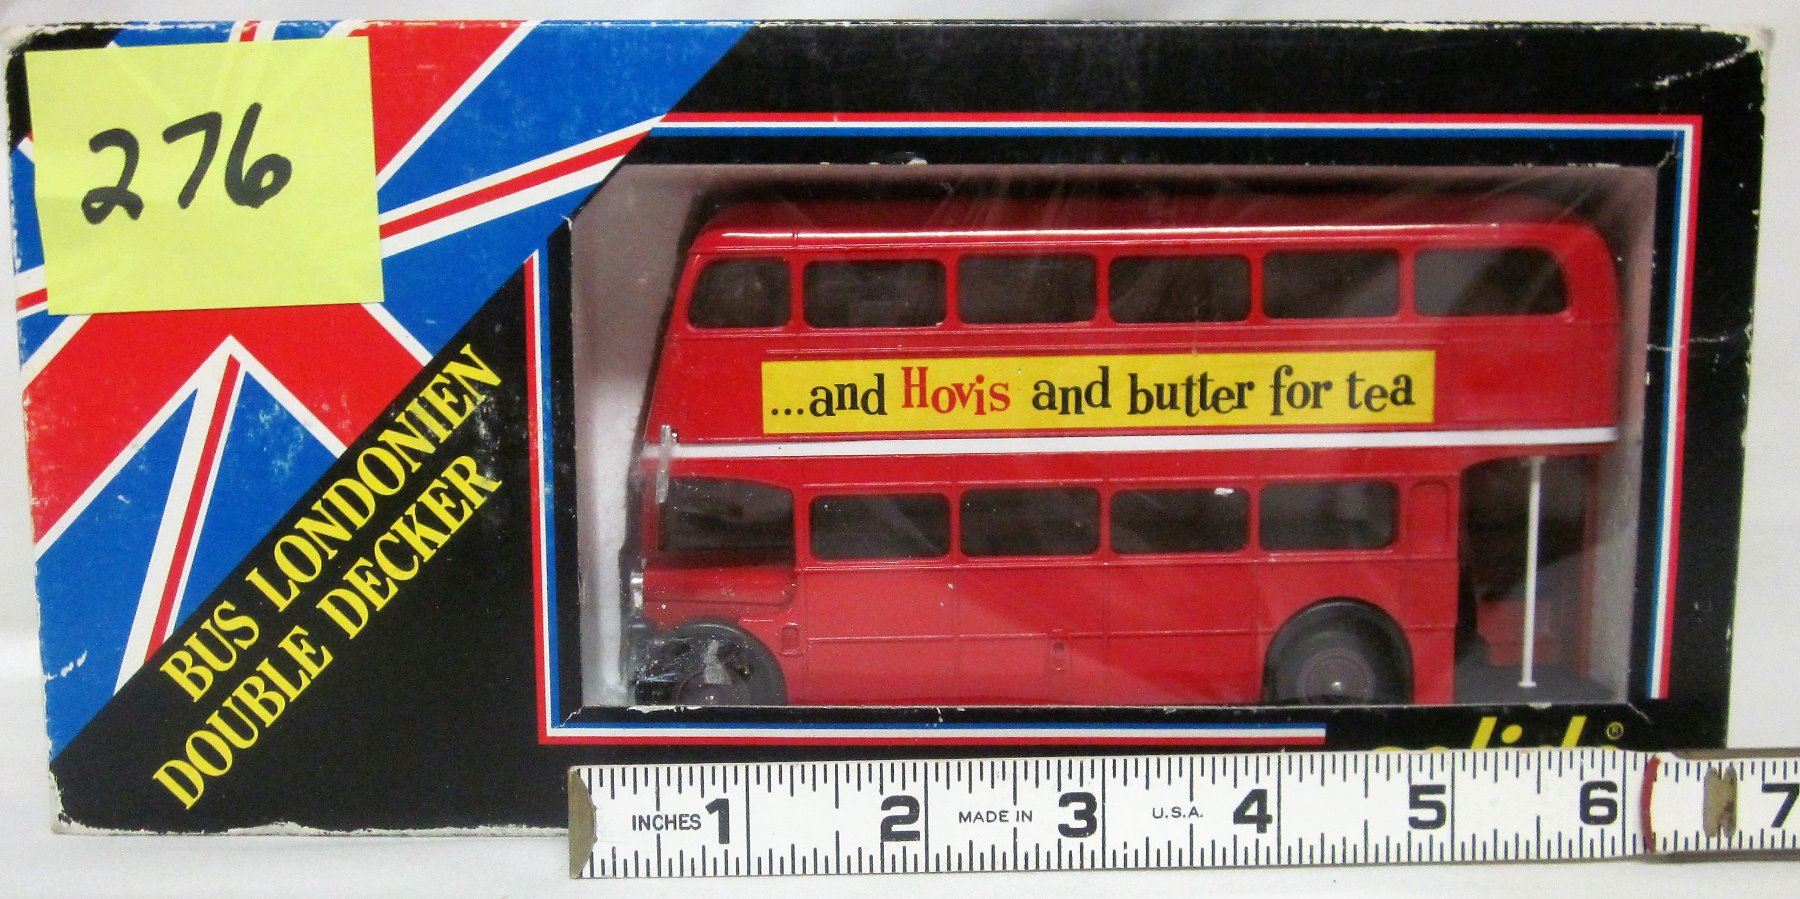 276
BUS LONDONIEN
DOUBLE DECKER
...and Hovis and butter for tea
®
INCHES 1 2 MADE IN 3 U.S.A. 4 5 6 7